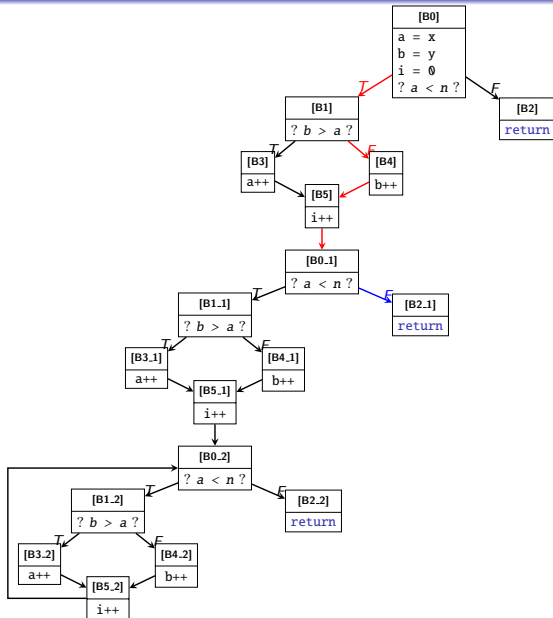 [B0]
a = x
b = y
i = 0
? a < n ?
T
F
[B1]
? b > a ?
[B2]
return
T
F
[B3]
a++
[B4]
b++
[B5]
i++
[B0_1]
? a < n ?
T
F
[B1_1]
? b > a ?
[B2_1]
return
T
F
[B3_1]
a++
[B4_1]
b++
[B5_1]
i++
[B0_2]
? a < n ?
T
F
[B1_2]
? b > a ?
[B2_2]
return
T
F
[B3_2]
a++
[B4_2]
b++
[B5_2]
i++